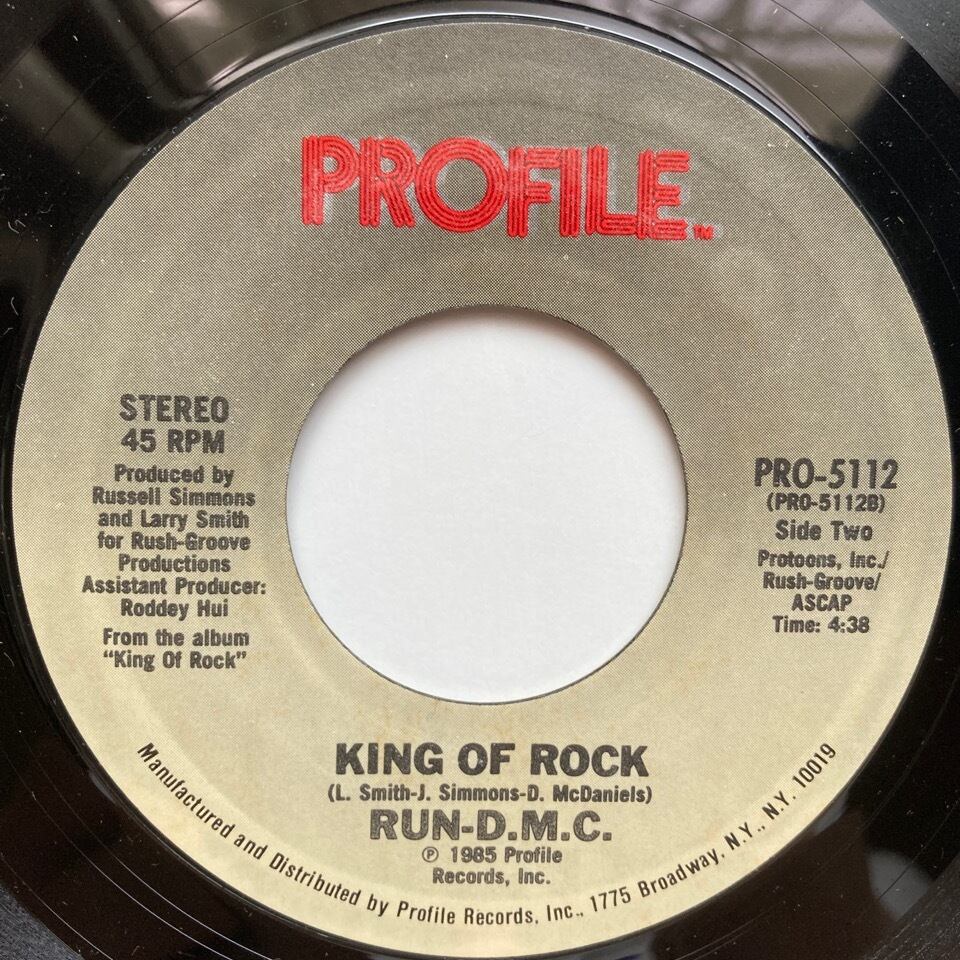 PROFILE™
STEREO
45 RPM
Produced by
Russell Simmons
and Larry Smith
for Rush-Groove
Productions
Assistant Producer:
Roddey Hui
From the album
"King Of Rock"
PRO-5112
(PRO-5112B)
Side Two
Protoons, Inc./
Rush-Groove/
ASCAP
Time: 4:38
KING OF ROCK
(L. Smith-J. Simmons-D. McDaniels)
RUN-D.M.C.
℗ 1985 Profile
Records, Inc.
Manufactured and Distributed by Profile Records, Inc., 1775 Broadway, N.Y., N.Y. 10019